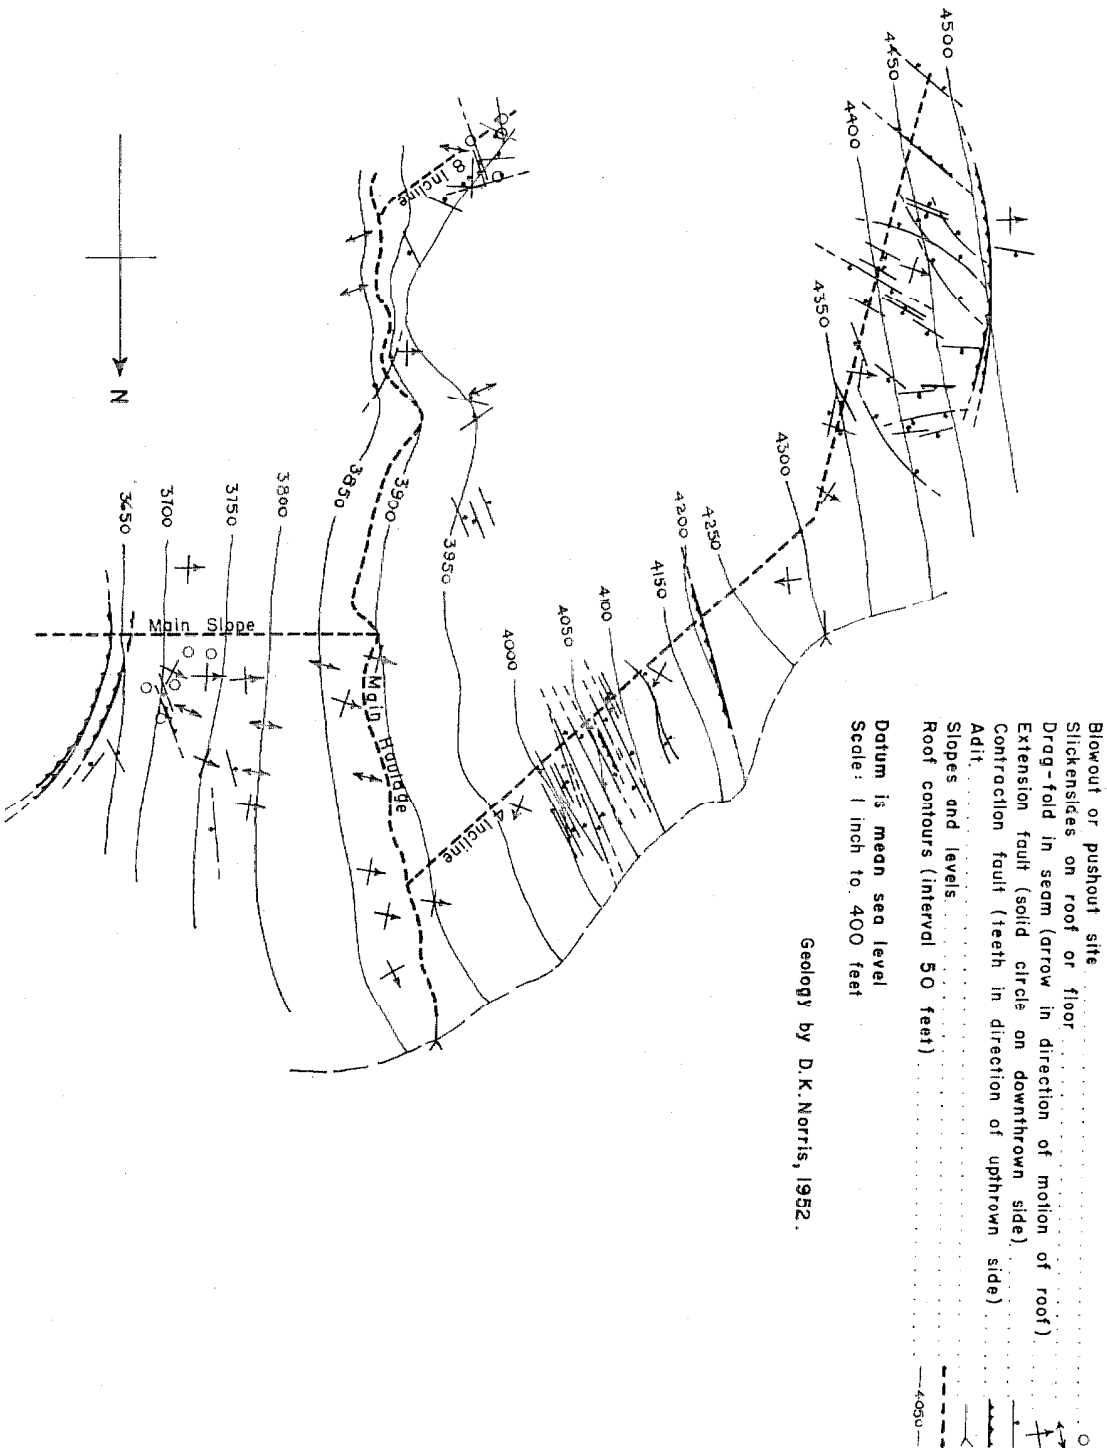 Blowout or pushout site
Slickensides on roof or floor
Drag-fold in seam (arrow in direction of motion of roof)
Extension fault (solid circle on downthrown side)
Contraction fault (teeth in direction of upthrown side)
Adit
Slopes and levels
Roof contours (interval 50 feet)
4050
Datum is mean sea level
Scale: 1 inch to 400 feet
Geology by D.K.Norris, 1952.
4500
4450
4400
4350
4300
4250
4200
4150
4100
4050
4000
3950
3900
3850
3800
3750
3700
3650
8 Incline
4 Incline
Main Haulage
Main Slope
N